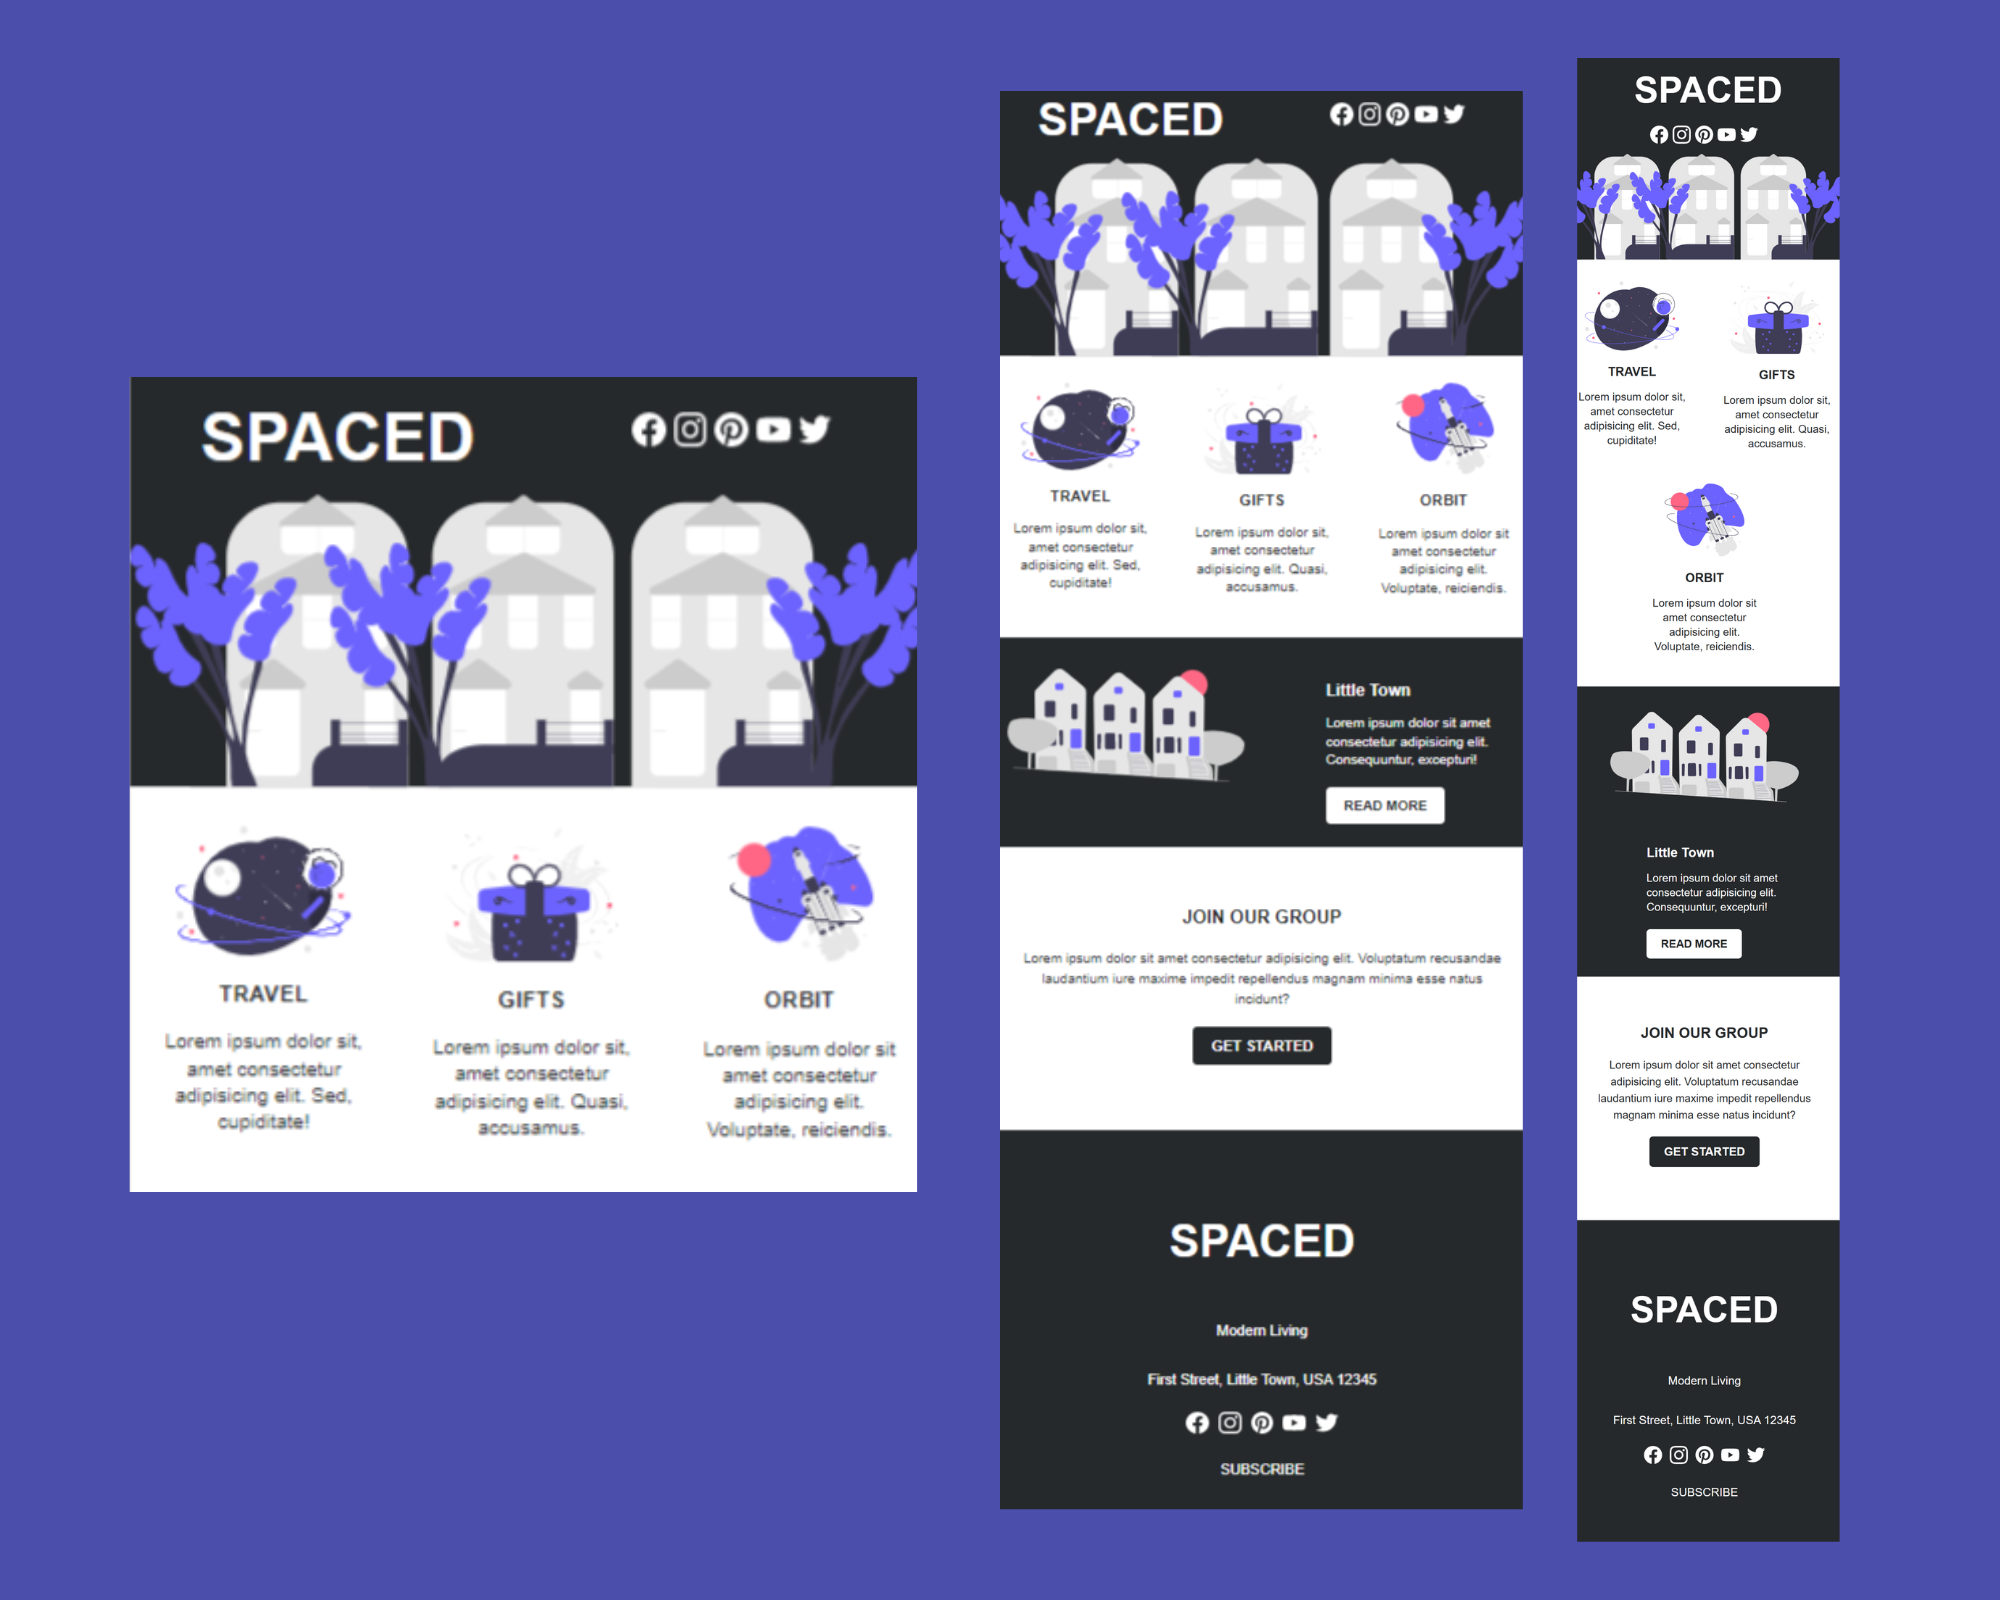 SPACED
TRAVEL
Lorem ipsum dolor sit,
amet consectetur
adipisicing elit. Sed,
cupiditate!
GIFTS
Lorem ipsum dolor sit,
amet consectetur
adipisicing elit. Quasi,
accusamus.
ORBIT
Lorem ipsum dolor sit
amet consectetur
adipisicing elit.
Voluptate, reiciendis.
SPACED
TRAVEL
Lorem ipsum dolor sit,
amet consectetur
adipisicing elit. Sed,
cupiditate!
GIFTS
Lorem ipsum dolor sit,
amet consectetur
adipisicing elit. Quasi,
accusamus.
ORBIT
Lorem ipsum dolor sit
amet consectetur
adipisicing elit.
Voluptate, reiciendis.
Little Town
Lorem ipsum dolor sit amet
consectetur adipisicing elit.
Consequuntur, excepturi!
READ MORE
JOIN OUR GROUP
Lorem ipsum dolor sit amet consectetur adipisicing elit. Voluptatum recusandae
laudantium iure maxime impedit repellendus magnam minima esse natus
incidunt?
GET STARTED
SPACED
Modern Living
First Street, Little Town, USA 12345
SUBSCRIBE
SPACED
TRAVEL
Lorem ipsum dolor sit,
amet consectetur
adipisicing elit. Sed,
cupiditate!
GIFTS
Lorem ipsum dolor sit,
amet consectetur
adipisicing elit. Quasi,
accusamus.
ORBIT
Lorem ipsum dolor sit
amet consectetur
adipisicing elit.
Voluptate, reiciendis.
Little Town
Lorem ipsum dolor sit amet
consectetur adipisicing elit.
Consequuntur, excepturi!
READ MORE
JOIN OUR GROUP
Lorem ipsum dolor sit amet consectetur
adipisicing elit. Voluptatum recusandae
laudantium iure maxime impedit repellendus
magnam minima esse natus incidunt?
GET STARTED
SPACED
Modern Living
First Street, Little Town, USA 12345
SUBSCRIBE